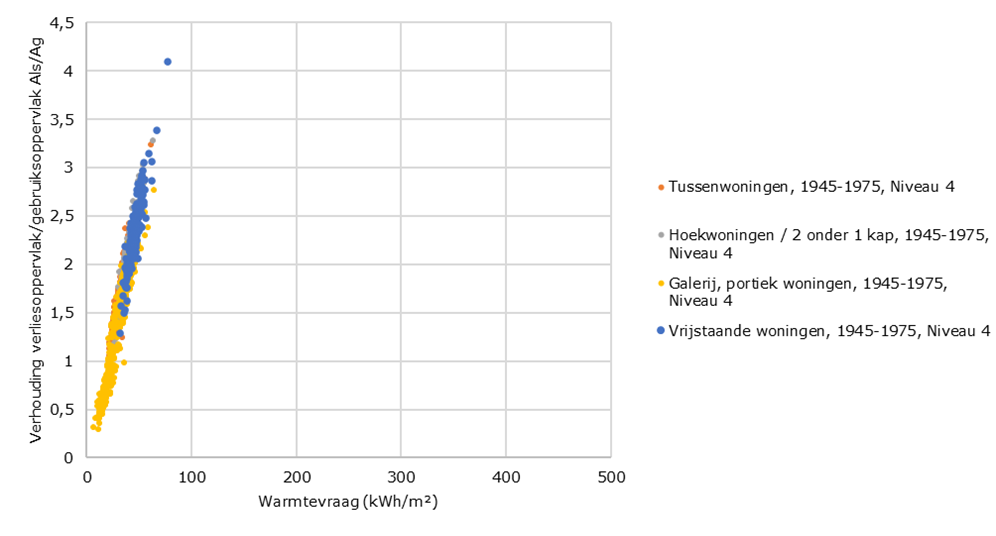 Verhouding verliesoppervlak/gebruiksoppervlak Als/Ag
4,5
4
3,5
3
2,5
2
1,5
1
0,5
0
0 100 200 300 400 500
Warmtevraag (kWh/m²)
Tussenwoningen, 1945-1975, Niveau 4
Hoekwoningen / 2 onder 1 kap, 1945-1975,
Niveau 4
Galerij, portiek woningen, 1945-1975,
Niveau 4
Vrijstaande woningen, 1945-1975, Niveau 4